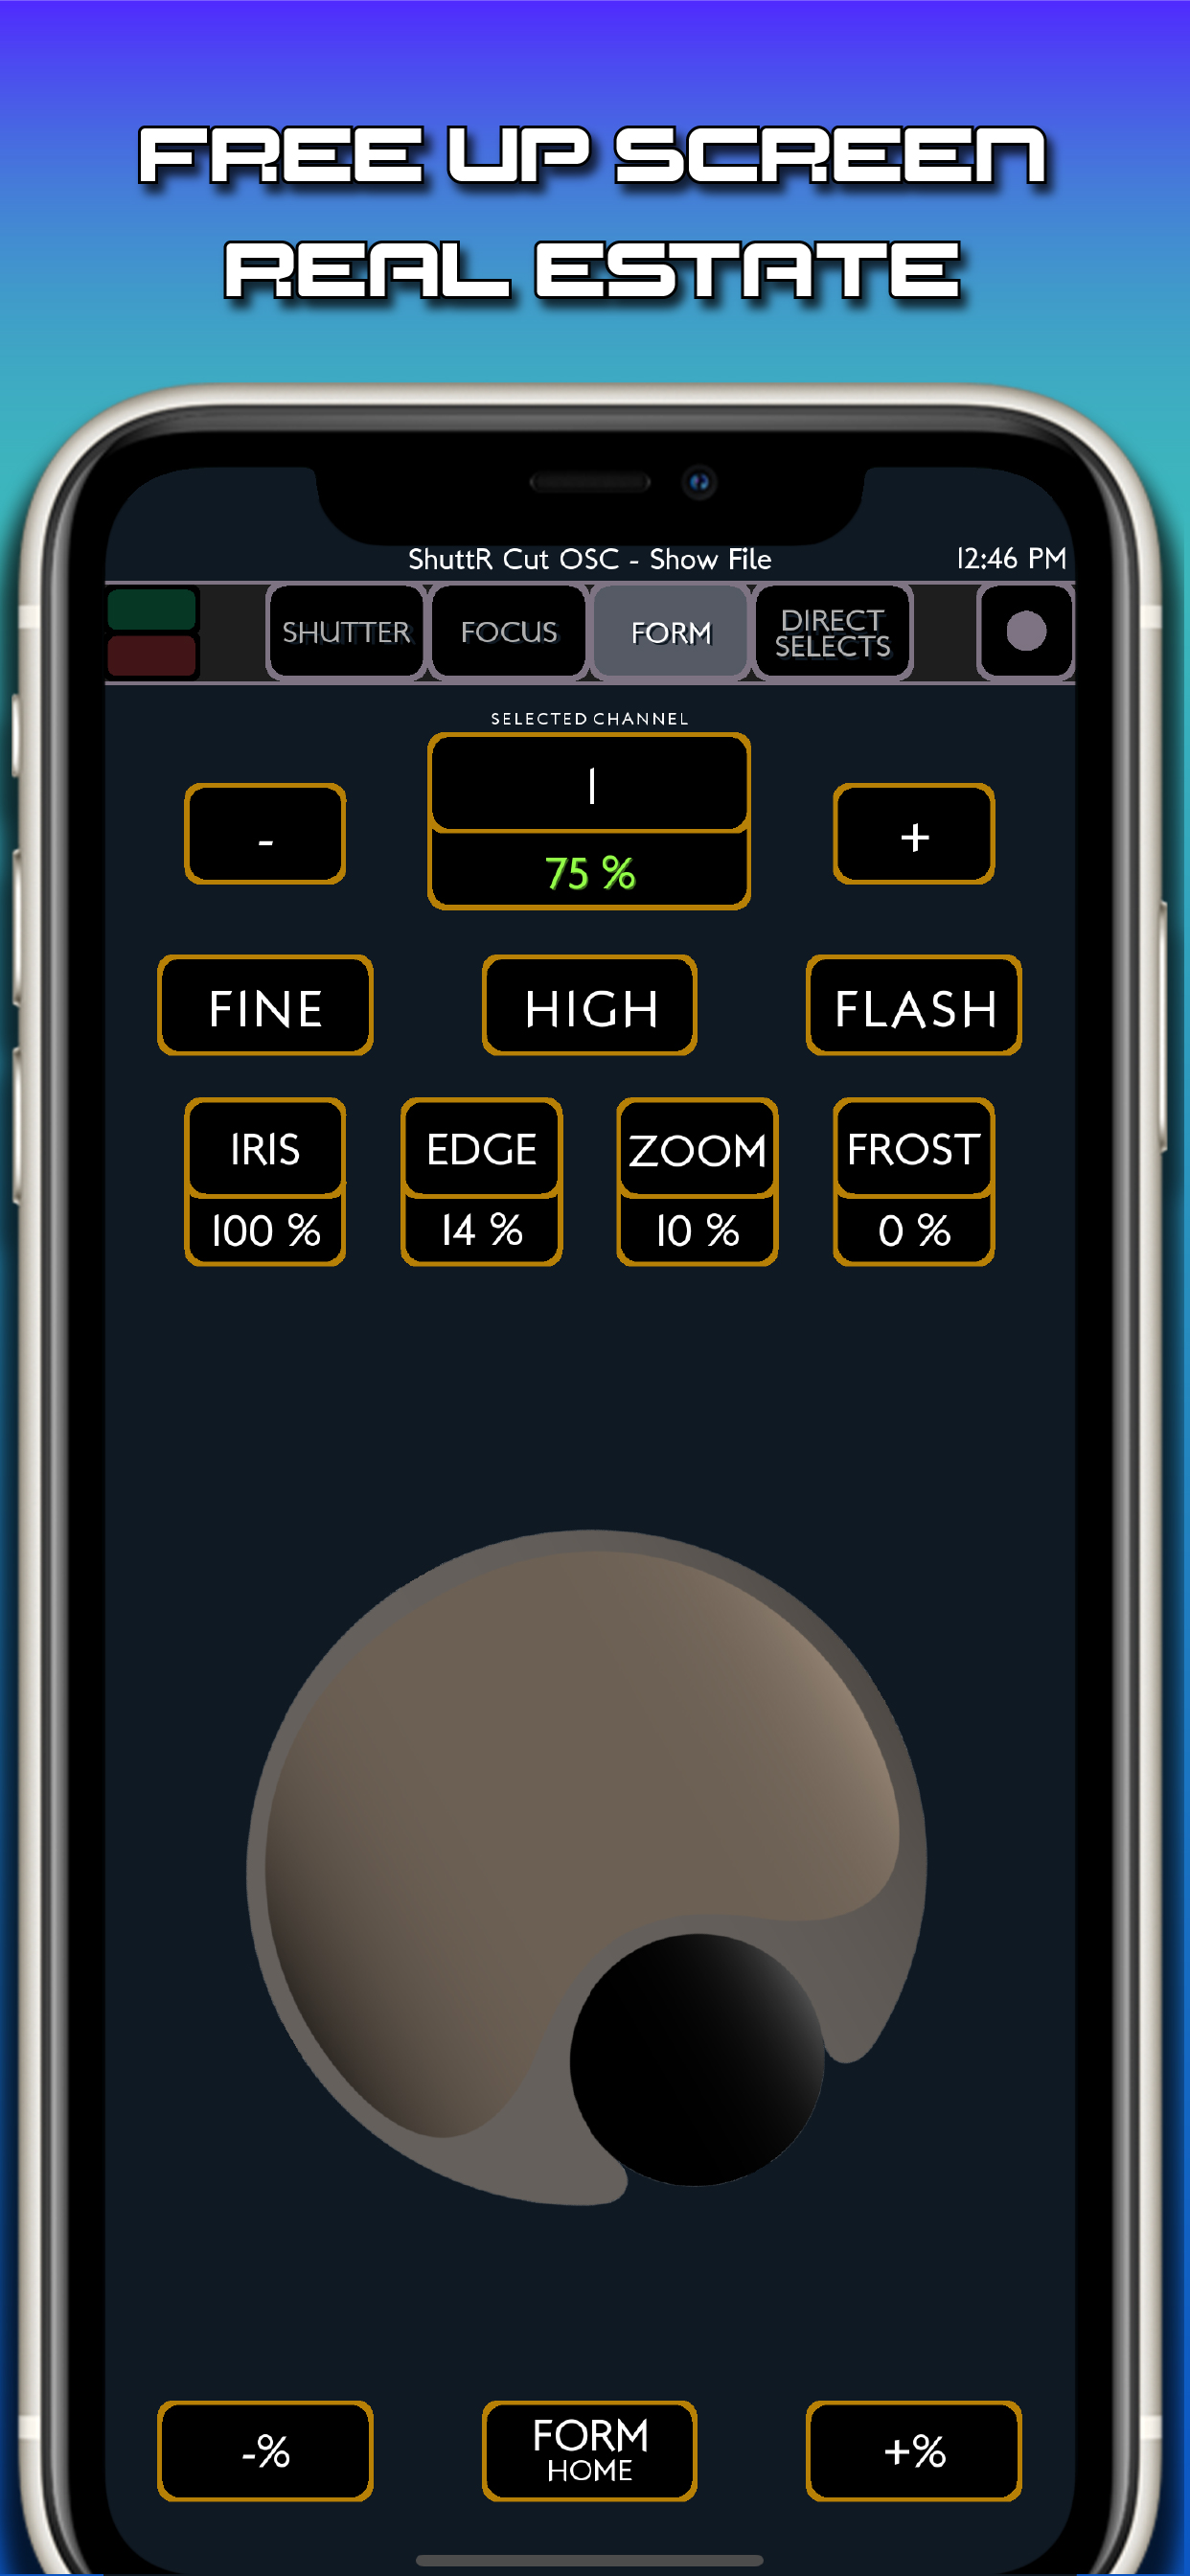 FREE UP SCREEN
REAL ESTATE
ShuttR Cut OSC - Show File
12:46 PM
SHUTTER
FOCUS
FORM
DIRECT
SELECTS
SELECTED CHANNEL
-
1
+
75 %
FINE
HIGH
FLASH
IRIS
EDGE
ZOOM
FROST
100 %
14 %
10 %
0 %
-%
FORM
HOME
+%